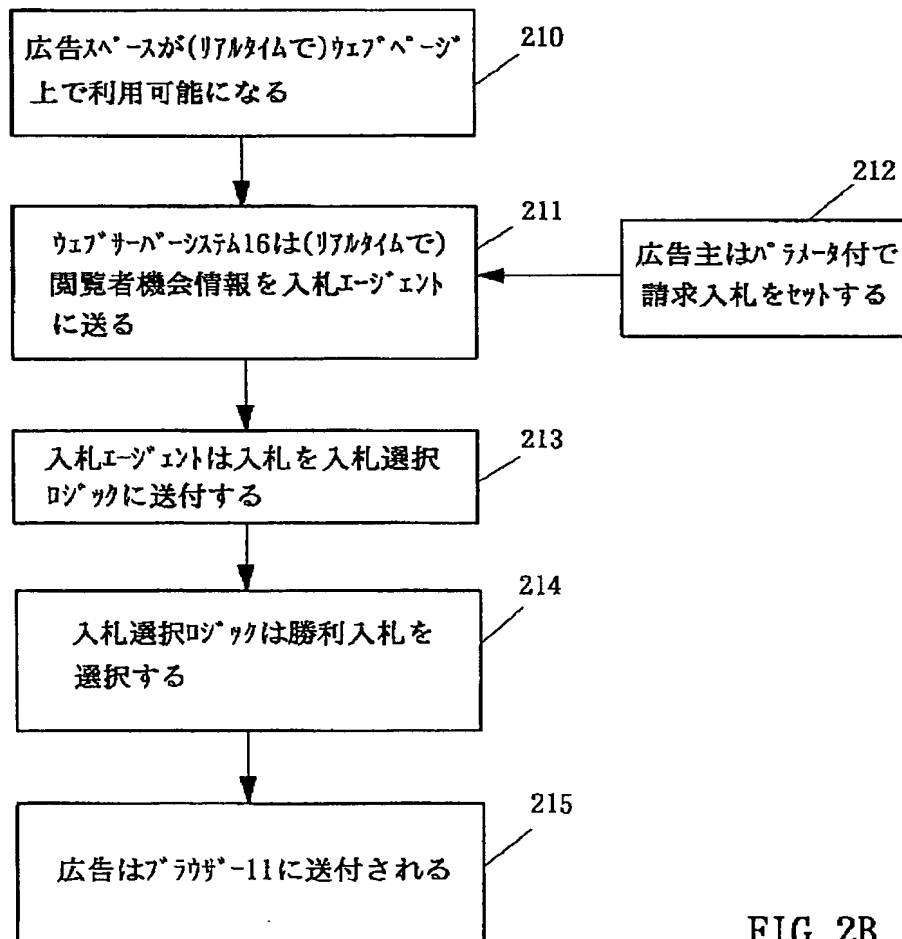 広告ｽﾍﾟｰｽが(ﾘｱﾙﾀｲﾑで)ｳｪﾌﾞﾍﾟｰｼﾞ
上で利用可能になる
210
212
211
ｳｪﾌﾞｻｰﾊﾞｰｼｽﾃﾑ16は(ﾘｱﾙﾀｲﾑで)
閲覧者機会情報を入札ｴｰｼﾞｪﾝﾄ
に送る
広告主はﾊﾟﾗﾒｰﾀ付で
請求入札をｾｯﾄする
213
入札ｴｰｼﾞｪﾝﾄは入札を入札選択
ﾛｼﾞｯｸに送付する
214
入札選択ﾛｼﾞｯｸは勝利入札を
選択する
215
広告はﾌﾞﾗｳｻﾞｰ11に送付される
FIG. 2B